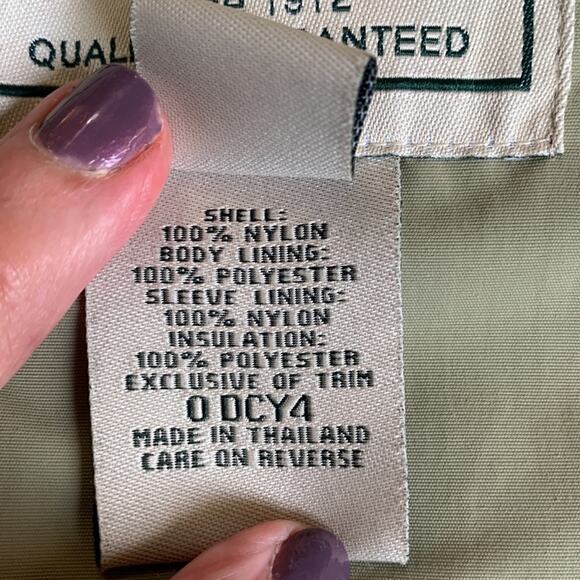 1912
QUAL ANTEED
SHELL:
100% NYLON
BODY LINING:
100% POLYESTER
SLEEVE LINING:
100% NYLON
INSULATION:
100% POLYESTER
EXCLUSIVE OF TRIM
0 DCY4
MADE IN THAILAND
CARE ON REVERSE